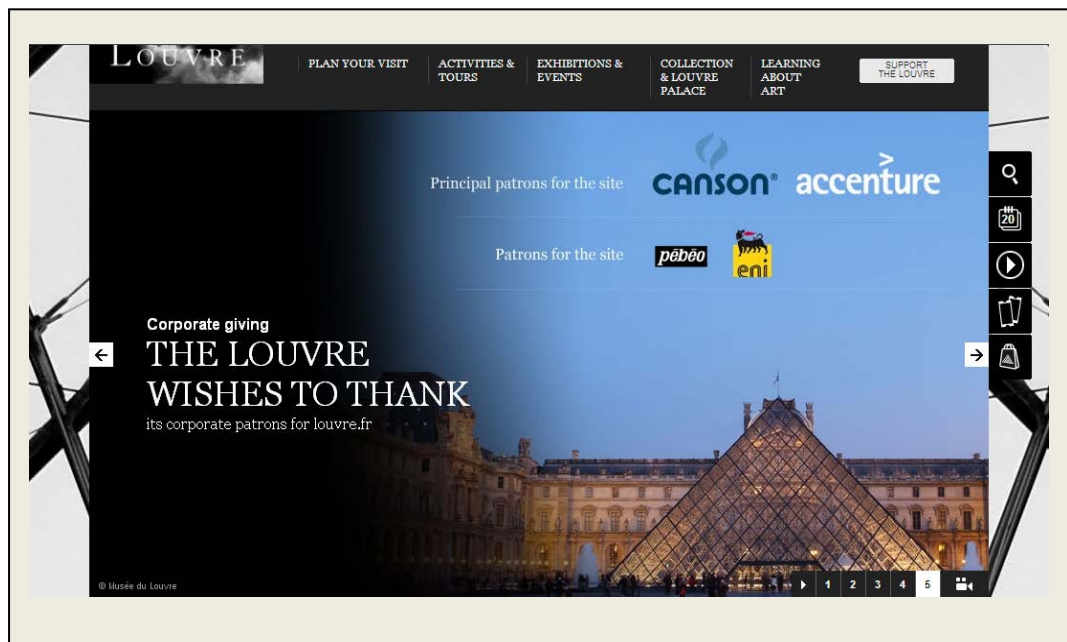 LOUVRE
PLAN YOUR VISIT
ACTIVITIES &
TOURS
EXHIBITIONS &
EVENTS
COLLECTION
& LOUVRE
PALACE
LEARNING
ABOUT
ART
SUPPORT
THE LOUVRE
Principal patrons for the site
CANSON®
accenture
20
Patrons for the site
pēbēo
eni
Corporate giving
THE LOUVRE
WISHES TO THANK
its corporate patrons for louvre.fr
© Musée du Louvre
1 2 3 4 5